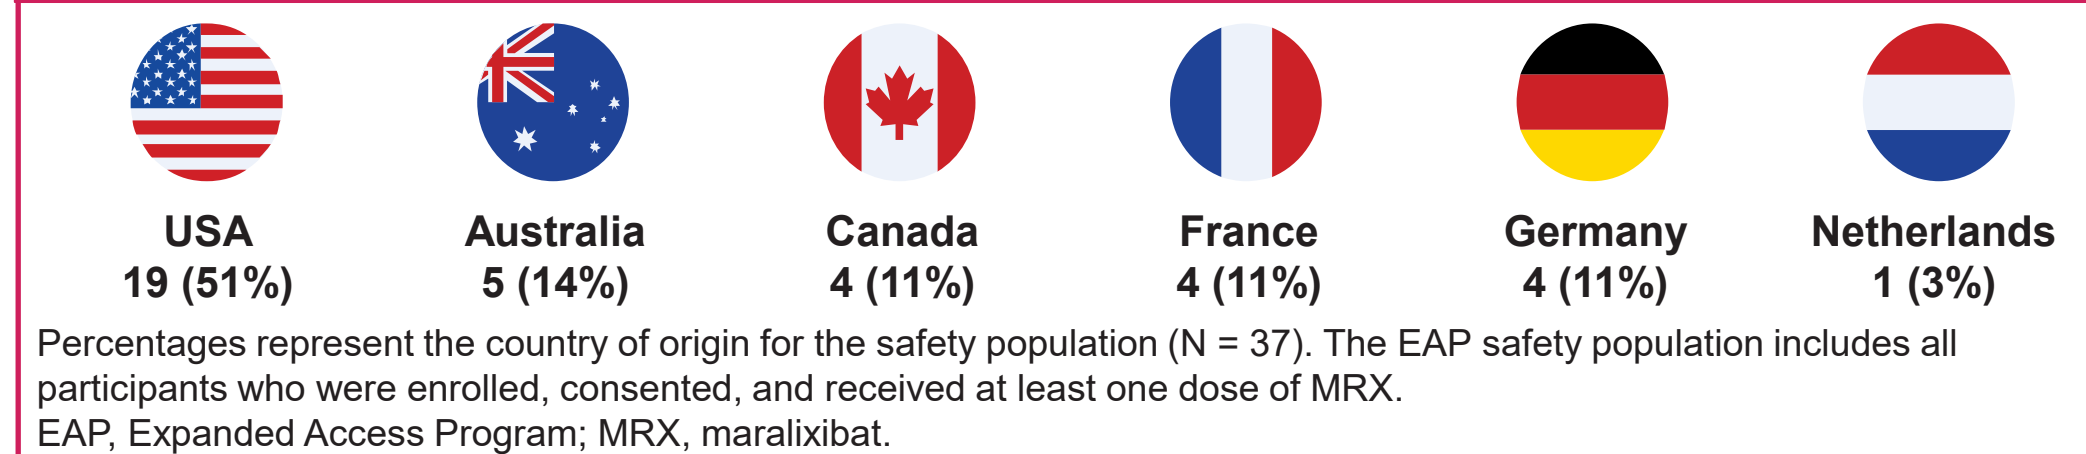 USA Australia Canada France Germany Netherlands
19 (51%) 5 (14%) 4 (11%) 4 (11%) 4 (11%) 1 (3%)
Percentages represent the country of origin for the safety population (N = 37). The EAP safety population includes all
participants who were enrolled, consented, and received at least one dose of MRX.
EAP, Expanded Access Program; MRX, maralixibat.